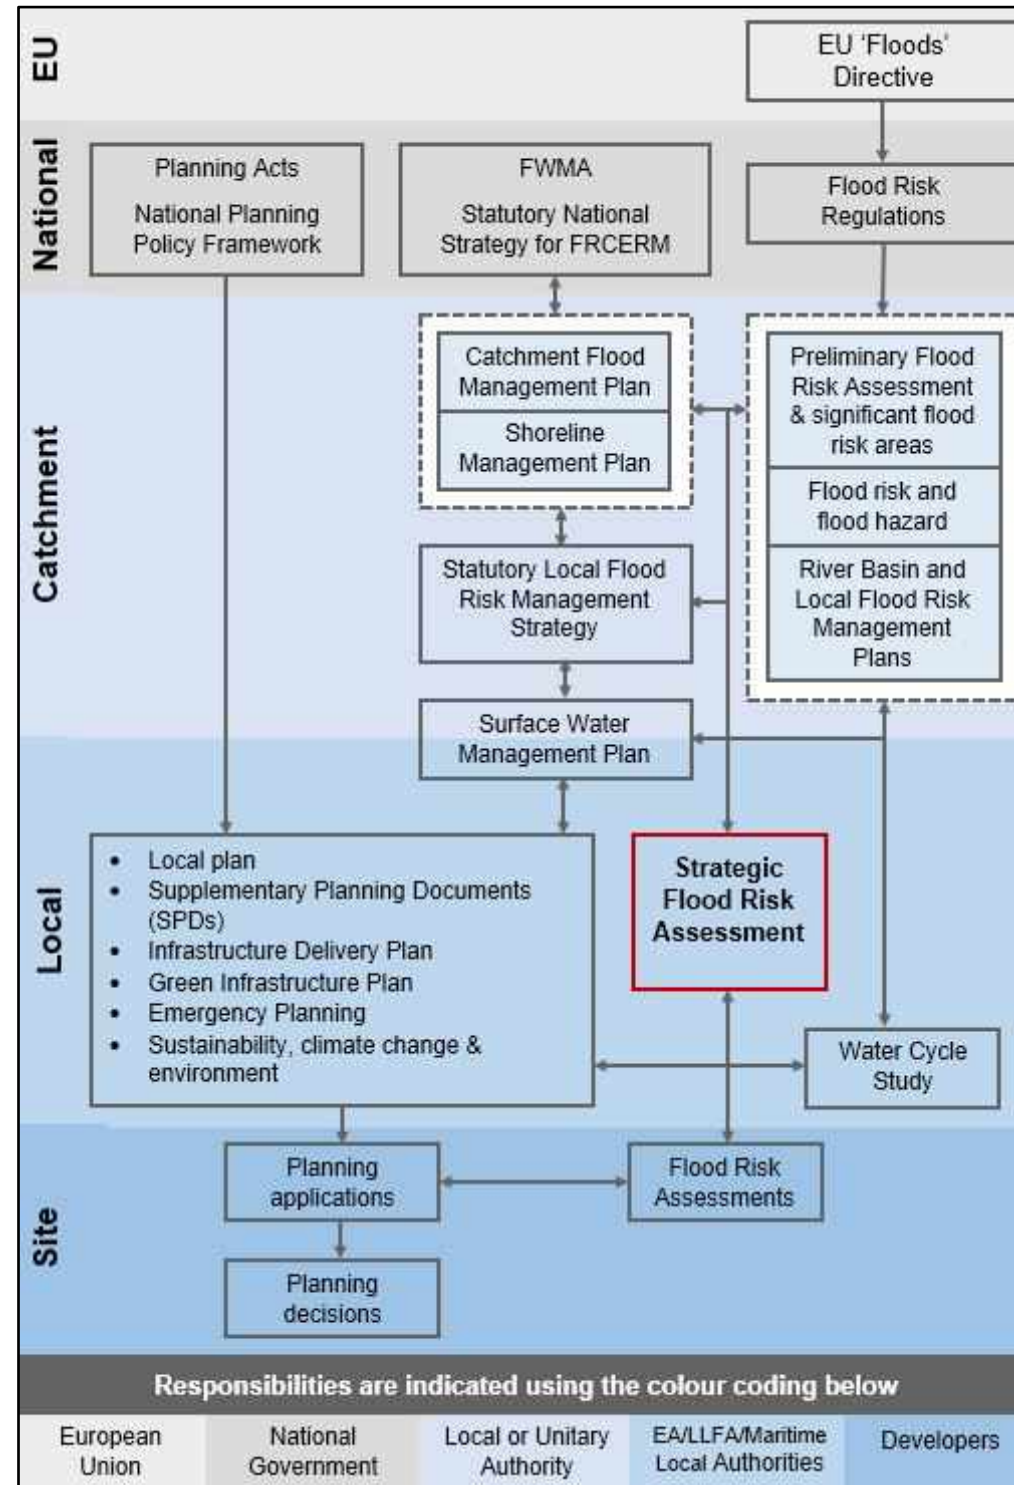 EU
EU ‘Floods’
Directive
National
Planning Acts
National Planning
Policy Framework
FWMA
Statutory National
Strategy for FRCERM
Flood Risk
Regulations
Catchment
Catchment Flood
Management Plan
Shoreline
Management Plan
Preliminary Flood
Risk Assessment
& significant flood
risk areas
Flood risk and
flood hazard
River Basin and
Local Flood Risk
Management
Plans
Statutory Local Flood
Risk Management
Strategy
Surface Water
Management Plan
Local
• Local plan
• Supplementary Planning Documents
(SPDs)
• Infrastructure Delivery Plan
• Green Infrastructure Plan
• Emergency Planning
• Sustainability, climate change &
environment
Strategic
Flood Risk
Assessment
Water Cycle
Study
Site
Planning
applications
Flood Risk
Assessments
Planning
decisions
Responsibilities are indicated using the colour coding below
European
Union
National
Government
Local or Unitary
Authority
EA/LLFA/Maritime
Local Authorities
Developers